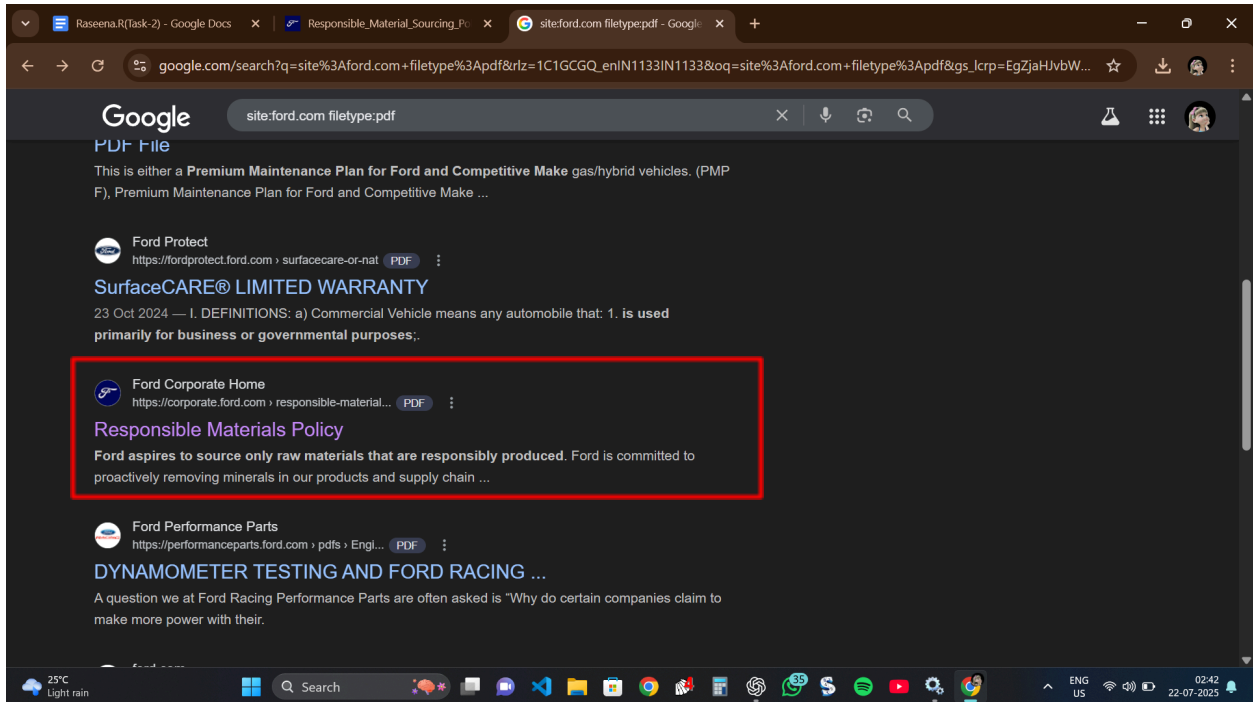 Raseena.R(Task-2) - Google Docs
Responsible_Material_Sourcing_Po
site:ford.com filetype:pdf - Google
google.com/search?q=site%3Aford.com+filetype%3Apdf&rlz=1C1GCGQ_enIN1133IN1133&oq=site%3Aford.com+filetype%3Apdf&gs_lcrp=EgZjaHJvbW...
Google
site:ford.com filetype:pdf
PDF File
This is either a Premium Maintenance Plan for Ford and Competitive Make gas/hybrid vehicles. (PMP
F), Premium Maintenance Plan for Ford and Competitive Make ...
Ford Protect
https://fordprotect.ford.com › surfacecare-or-nat PDF
SurfaceCARE® LIMITED WARRANTY
23 Oct 2024 — I. DEFINITIONS: a) Commercial Vehicle means any automobile that: 1. is used
primarily for business or governmental purposes;.
Ford Corporate Home
https://corporate.ford.com › responsible-material... PDF
Responsible Materials Policy
Ford aspires to source only raw materials that are responsibly produced. Ford is committed to
proactively removing minerals in our products and supply chain ...
Ford Performance Parts
https://performanceparts.ford.com › pdfs › Engi... PDF
DYNAMOMETER TESTING AND FORD RACING ...
A question we at Ford Racing Performance Parts are often asked is “Why do certain companies claim to
make more power with their.
25°C
Light rain
Search
35
ENG
US
02:42
22-07-2025